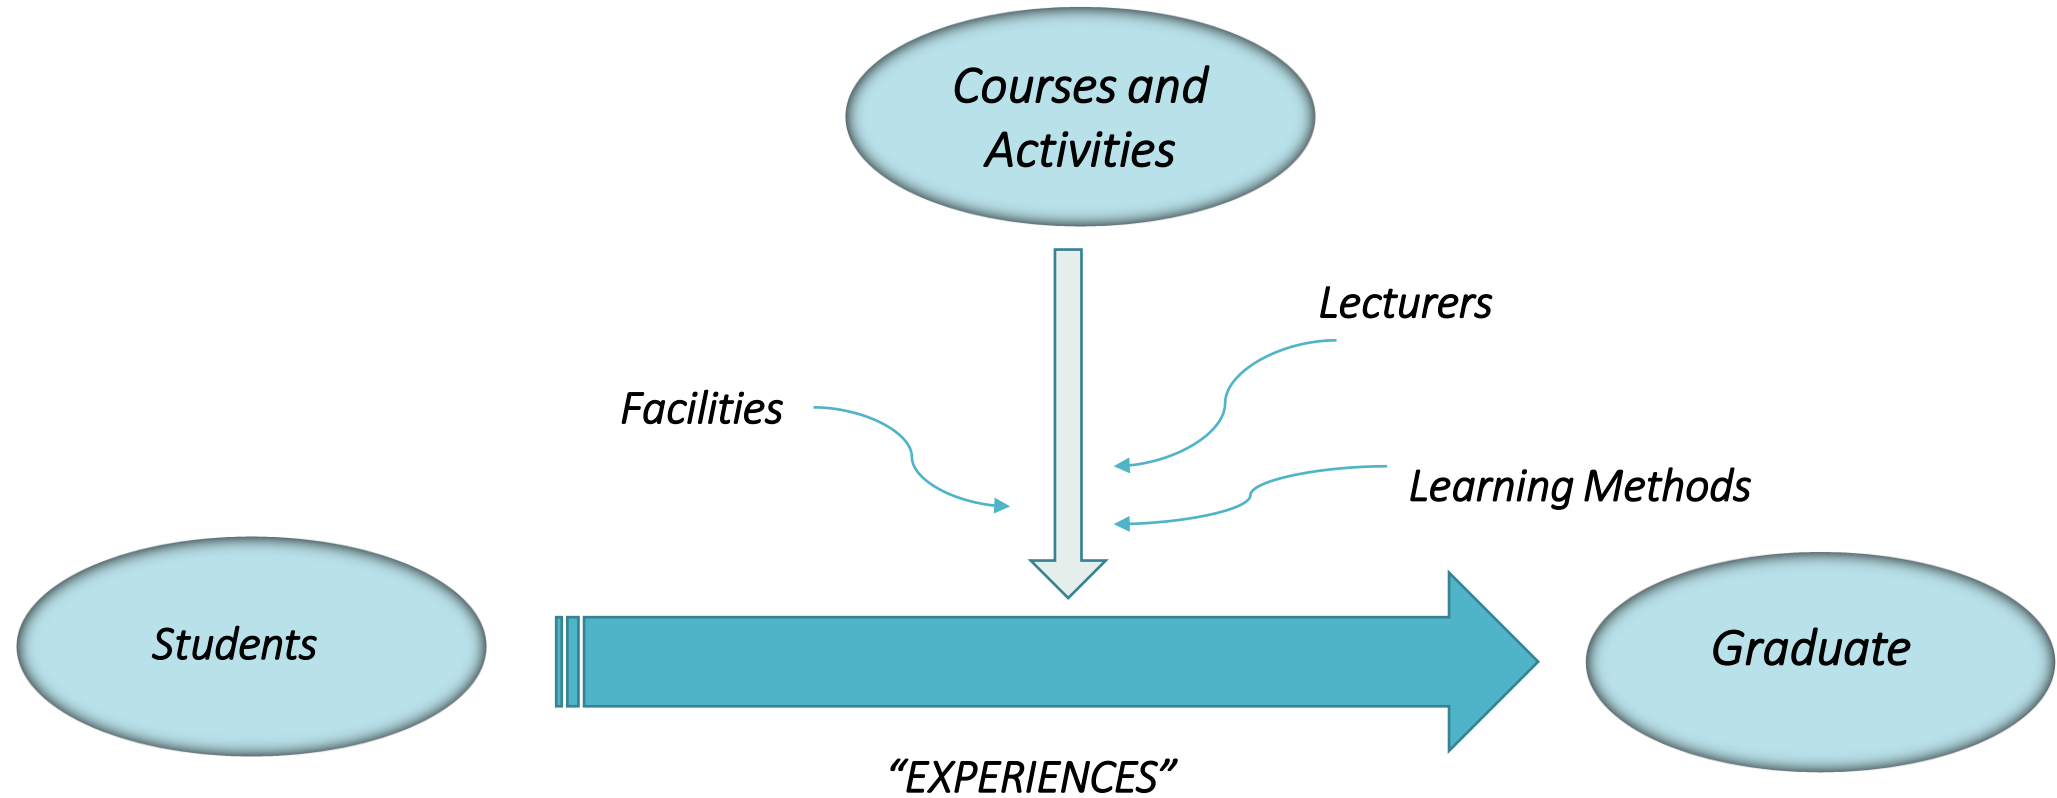 Courses and
Activities
Lecturers
Facilities
Learning Methods
Students
Graduate
“EXPERIENCES”